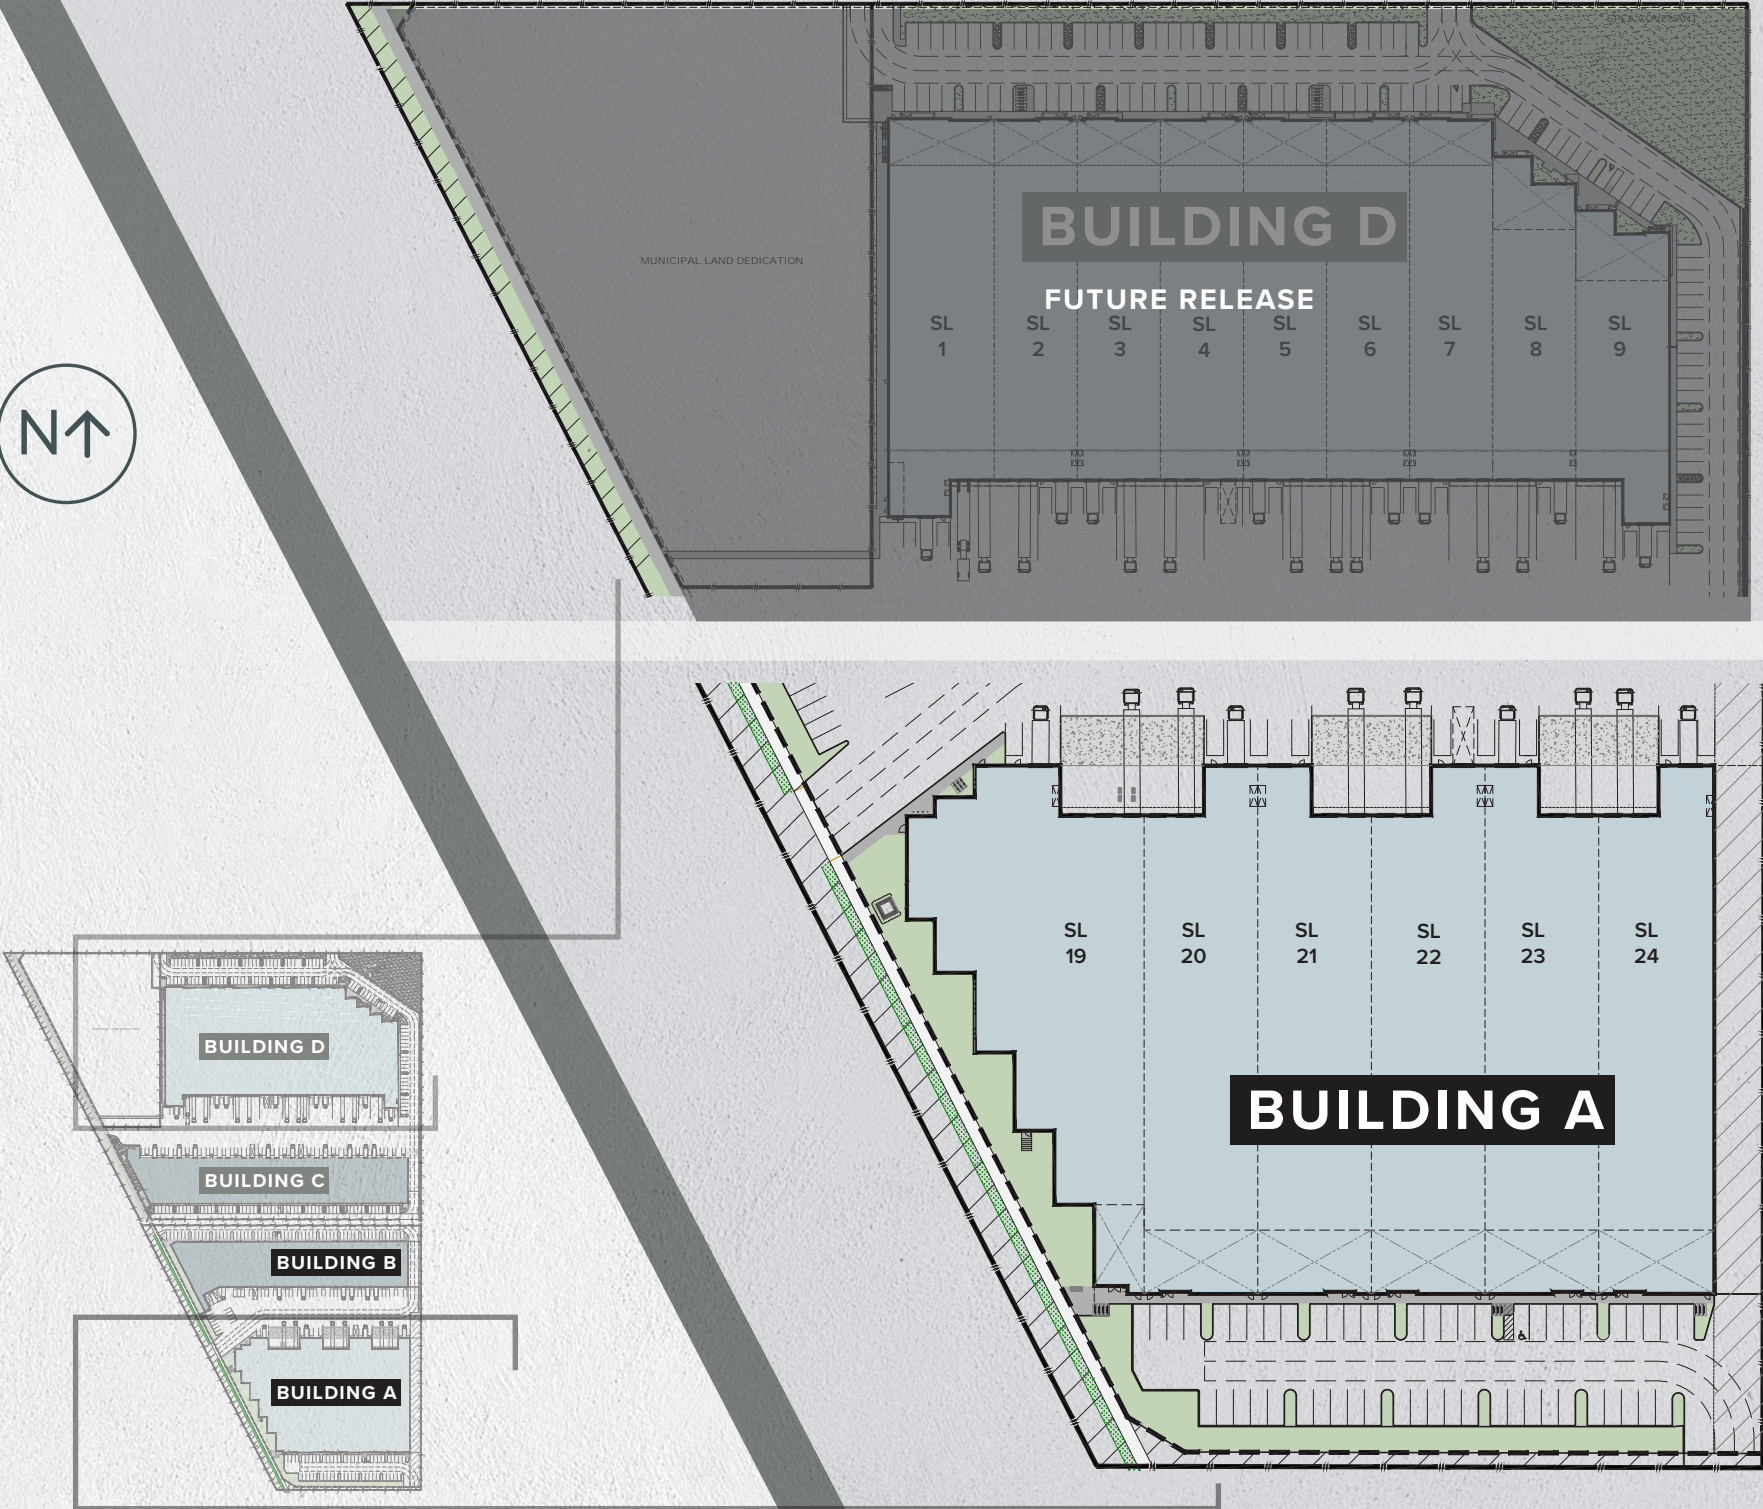 SPEA COVENANT
BUILDING D
MUNICIPAL LAND DEDICATION
FUTURE RELEASE
SL 1
SL 2
SL 3
SL 4
SL 5
SL 6
SL 7
SL 8
SL 9
N
SL 19
SL 20
SL 21
SL 22
SL 23
SL 24
BUILDING A
BUILDING D
BUILDING C
BUILDING B
BUILDING A